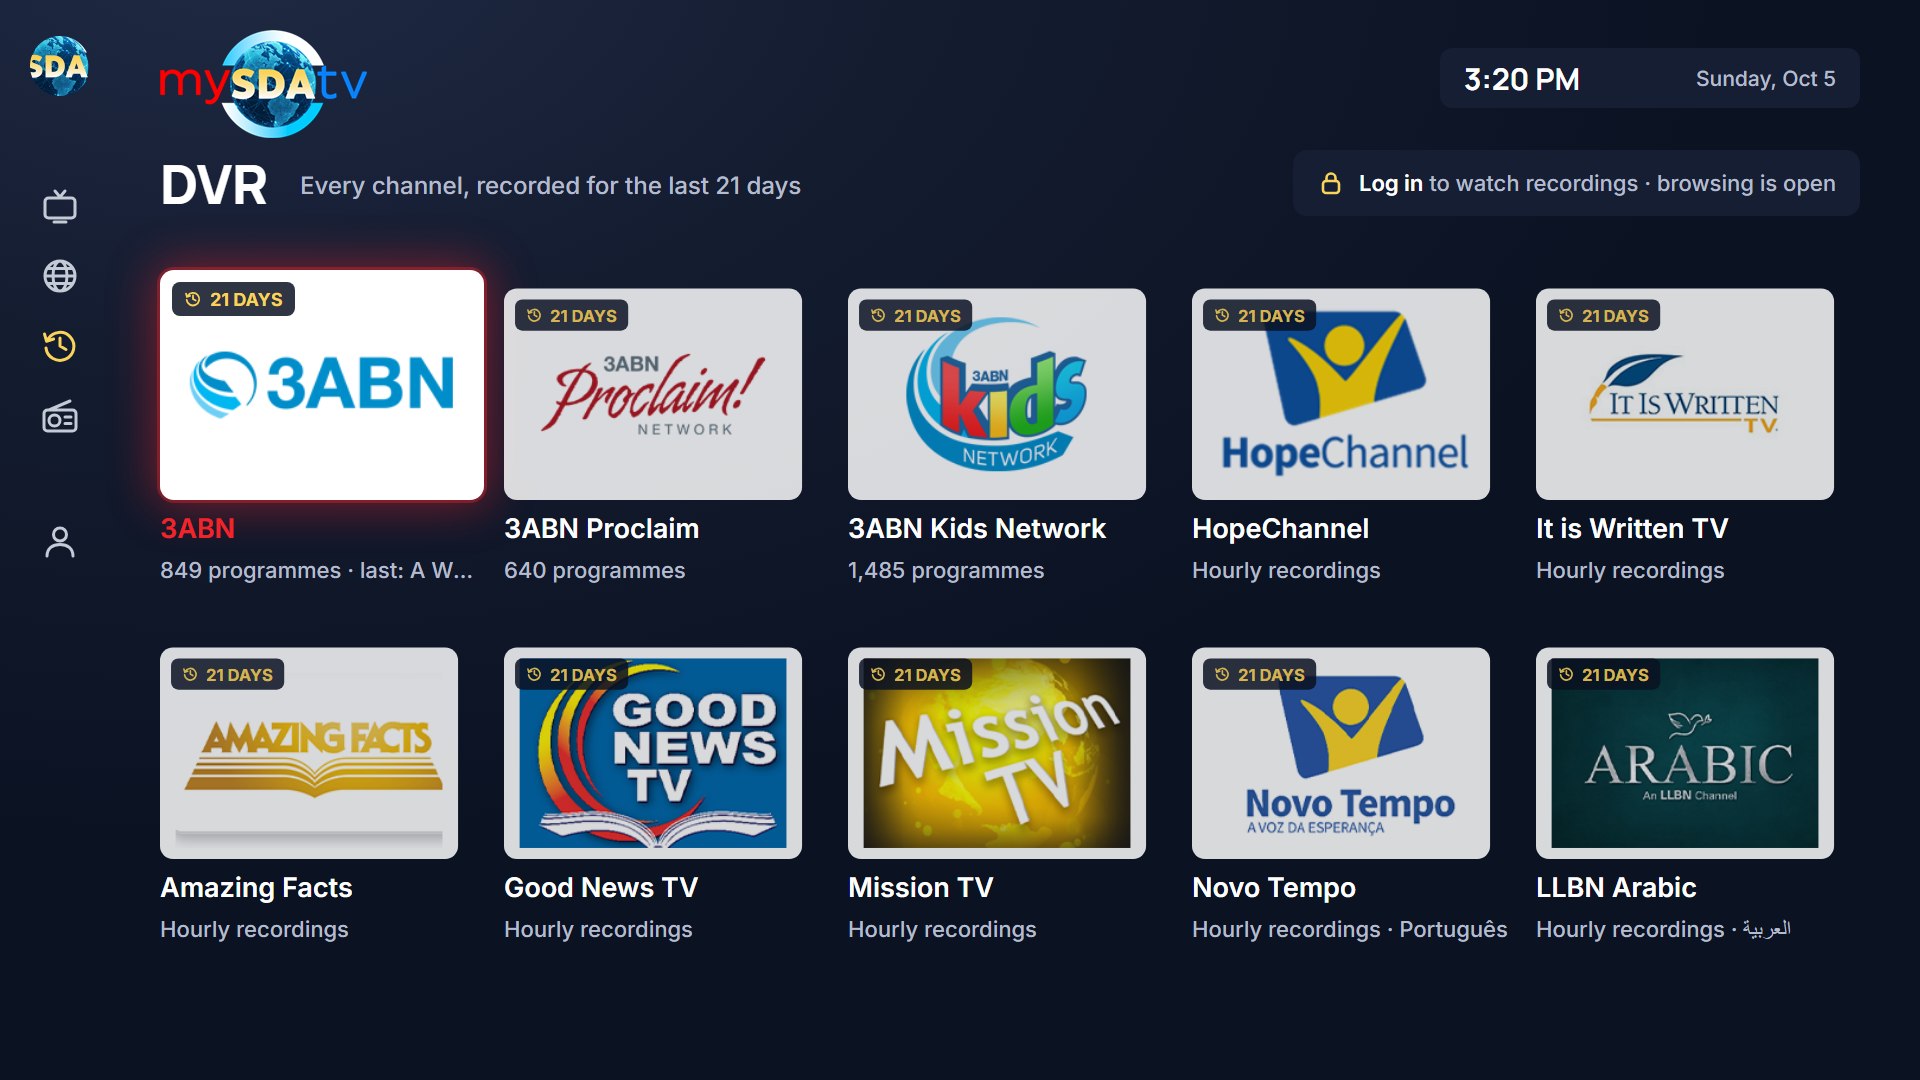 SDA
mySDAtv
3:20 PM
Sunday, Oct 5
DVR
Every channel, recorded for the last 21 days
Log in to watch recordings · browsing is open
21 DAYS
3ABN
21 DAYS
3ABN
Proclaim!
NETWORK
21 DAYS
3ABN
kids
NETWORK
21 DAYS
HopeChannel
21 DAYS
IT IS WRITTEN
TV.
3ABN
849 programmes · last: A W...
3ABN Proclaim
640 programmes
3ABN Kids Network
1,485 programmes
HopeChannel
Hourly recordings
It is Written TV
Hourly recordings
21 DAYS
AMAZING FACTS
21 DAYS
GOOD
NEWS
TV
21 DAYS
Mission
TV
21 DAYS
Novo Tempo
A VOZ DA ESPERANÇA
21 DAYS
ARABIC
An LLBN Channel
Amazing Facts
Hourly recordings
Good News TV
Hourly recordings
Mission TV
Hourly recordings
Novo Tempo
Hourly recordings · Português
LLBN Arabic
Hourly recordings · العربية